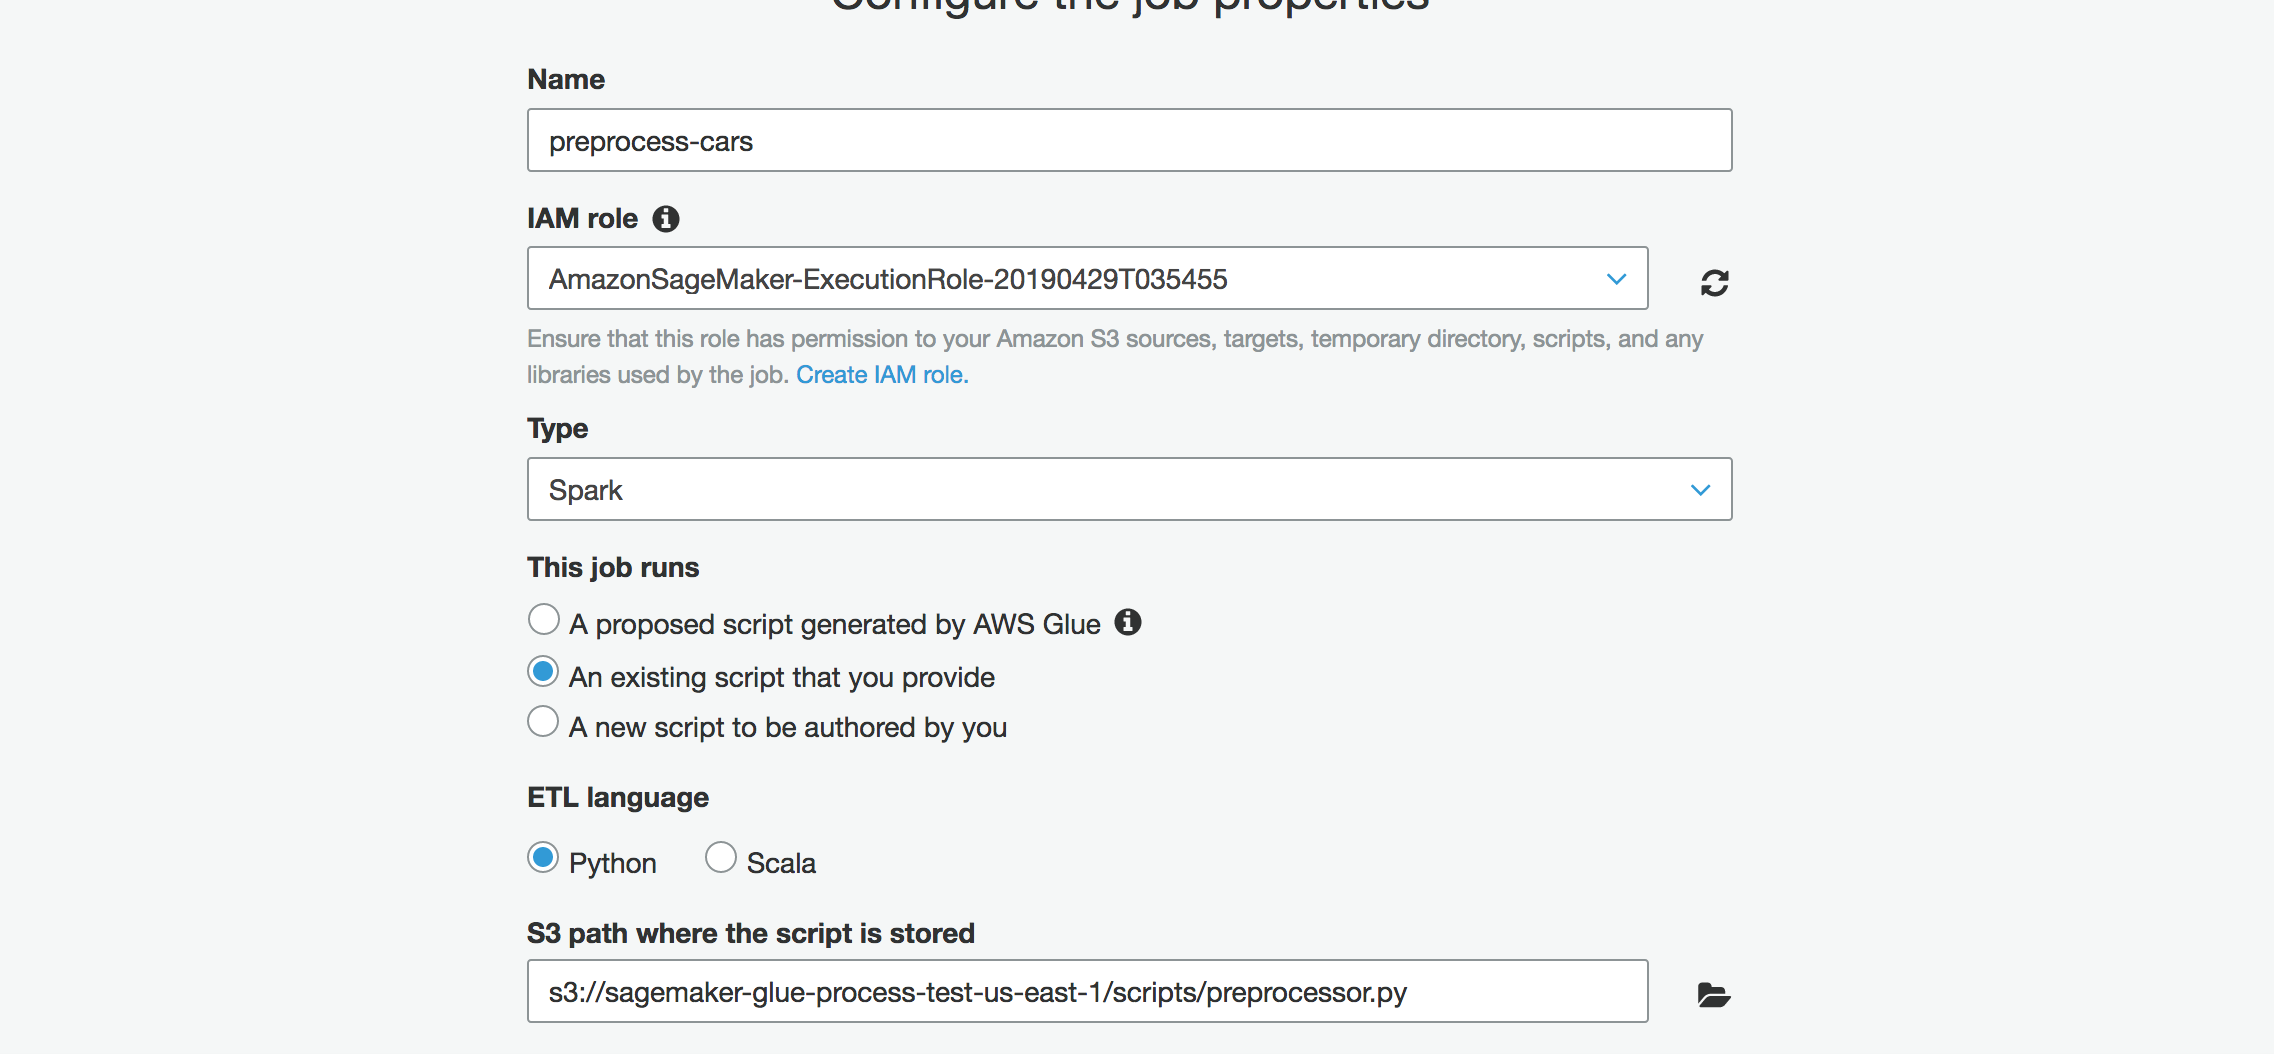 Configure the job properties
Name
preprocess-cars
IAM role
AmazonSageMaker-ExecutionRole-20190429T035455
Ensure that this role has permission to your Amazon S3 sources, targets, temporary directory, scripts, and any
libraries used by the job. Create IAM role.
Type
Spark
This job runs
A proposed script generated by AWS Glue
An existing script that you provide
A new script to be authored by you
ETL language
Python Scala
S3 path where the script is stored
s3://sagemaker-glue-process-test-us-east-1/scripts/preprocessor.py